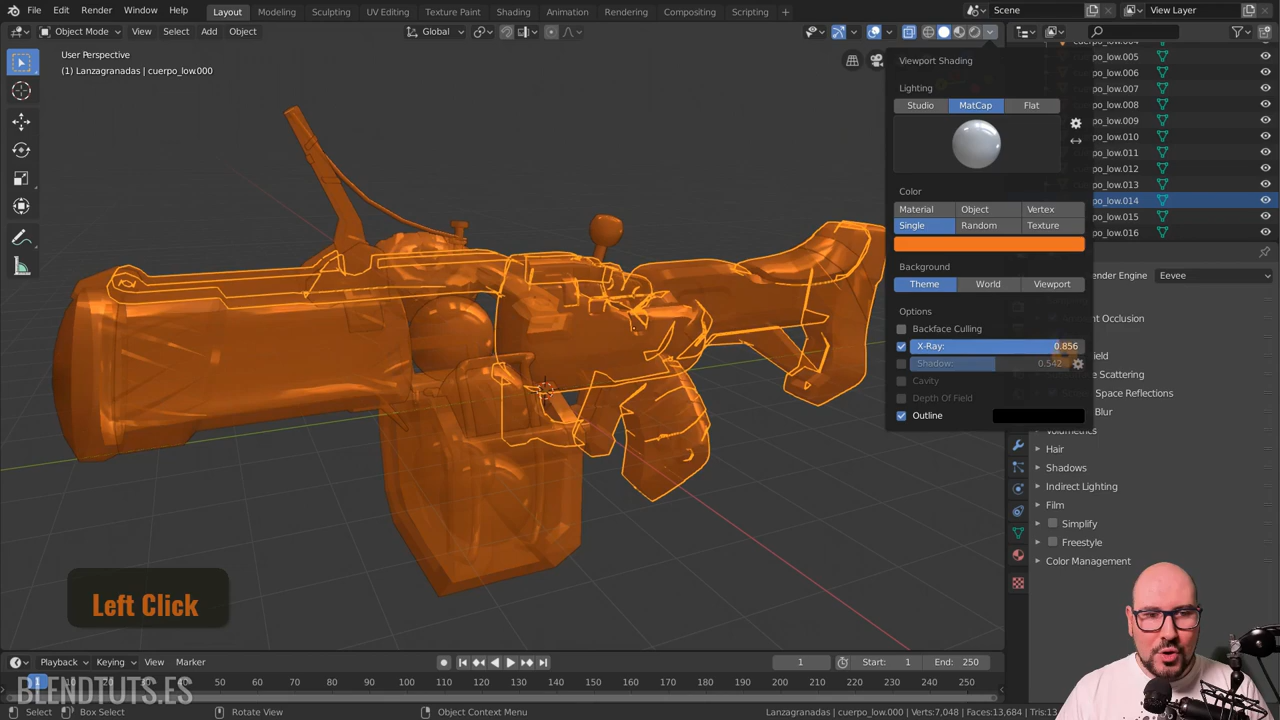 File Edit Render Window Help Layout Modeling Sculpting UV Editing Texture Paint Shading Animation Rendering Compositing Scripting + Scene View Layer
Object Mode View Select Add Object Global
User Perspective
(1) Lanzagranadas | cuerpo_low.000
Viewport Shading
Lighting
Studio MatCap Flat
Color
Material Object Vertex
Single Random Texture
Background
Theme World Viewport
Options
Backface Culling
X-Ray: 0.856
Shadow: 0.542
Cavity
Depth Of Field
Outline
po_low.005
po_low.006
po_low.007
po_low.008
po_low.009
po_low.010
po_low.011
po_low.012
po_low.013
po_low.014
po_low.015
po_low.016
nder Engine Eevee
nt Occlusion
ield
e Scattering
Space Reflections
Blur
Volumetrics
Hair
Shadows
Indirect Lighting
Film
Simplify
Freestyle
Color Management
Left Click
Playback Keying View Marker 1 Start: 1 End: 250
1 20 30 40 50 60 70 80 90 100 110 120 130 140 150 160 170 180 190 200 210 220 230 240 250
BLENDTUTS.ES
Select Box Select Rotate View Object Context Menu Lanzagranadas | cuerpo_low.000 | Verts:7,048 | Faces:13,684 | Tris:13